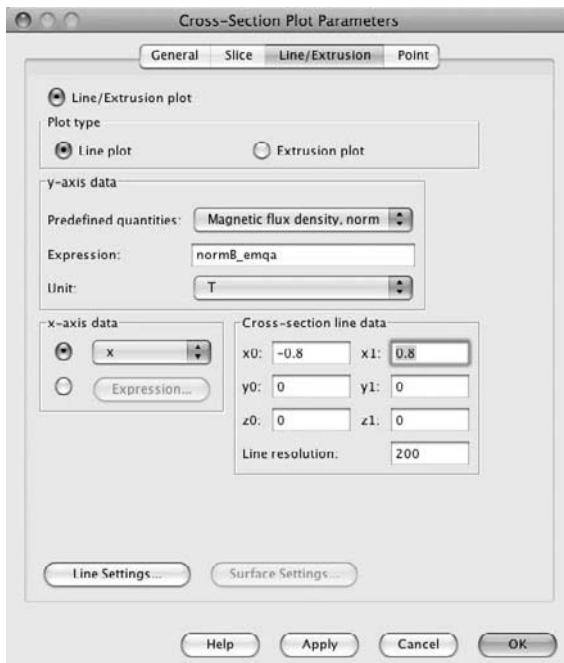 Cross-Section Plot Parameters
General Slice Line/Extrusion Point
Line/Extrusion plot
Plot type
Line plot Extrusion plot
y-axis data
Predefined quantities: Magnetic flux density, norm
Expression: normB_emqa
Unit: T
x-axis data
x
Expression...
Cross-section line data
x0: -0.8 x1: 0.8
y0: 0 y1: 0
z0: 0 z1: 0
Line resolution: 200
Line Settings... Surface Settings...
Help Apply Cancel OK